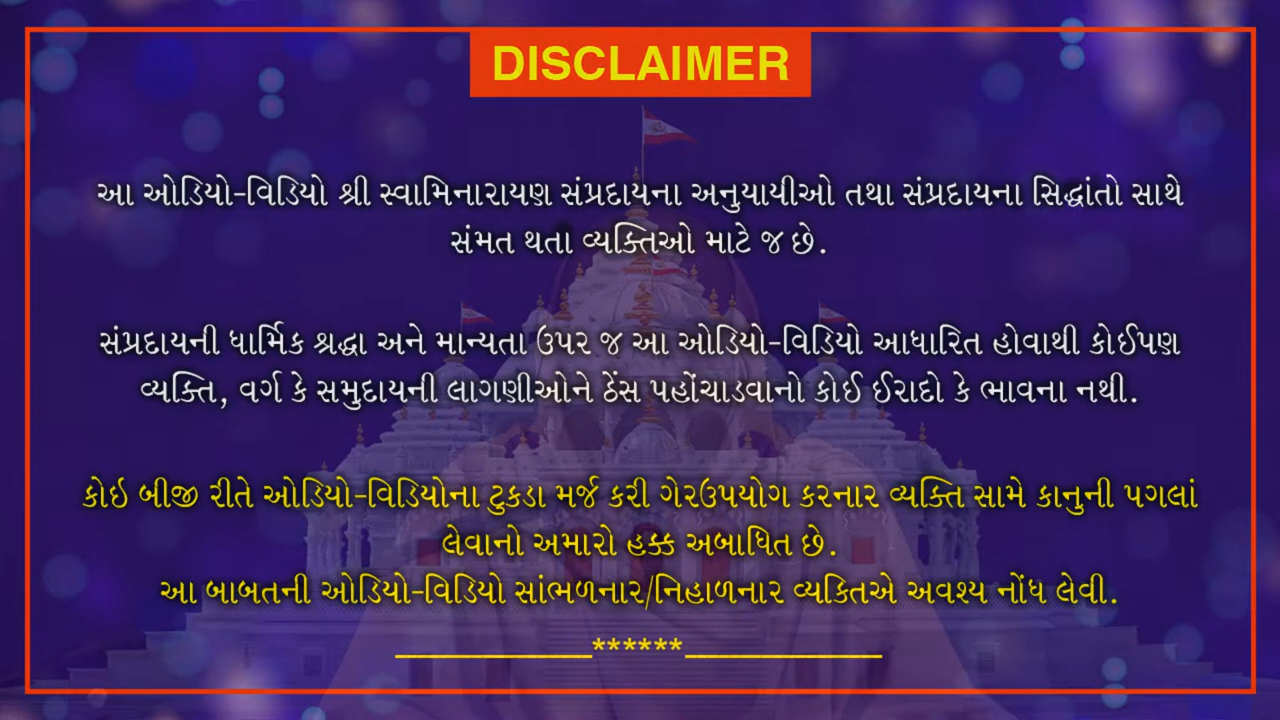 DISCLAIMER
આ ઓડિયો-વિડિયો શ્રી સ્વામિનારાયણ સંપ્રદાયના અનુયાયીઓ તથા સંપ્રદાયના સિદ્ધાંતો સાથે
સંમત થતા વ્યક્તિઓ માટે જ છે.
સંપ્રદાયની ધાર્મિક શ્રદ્ધા અને માન્યતા ઉપર જ આ ઓડિયો-વિડિયો આધારિત હોવાથી કોઈપણ
વ્યક્તિ, વર્ગ કે સમુદાયની લાગણીઓને ઠેંસ પહોંચાડવાનો કોઈ ઈરાદો કે ભાવના નથી.
કોઇ બીજી રીતે ઓડિયો-વિડિયોના ટુકડા મર્જ કરી ગેરઉપયોગ કરનાર વ્યક્તિ સામે કાનુની પગલાં
લેવાનો અમારો હક્ક અબાધિત છે.
આ બાબતની ઓડિયો-વિડિયો સાંભળનાર/નિહાળનાર વ્યકિતએ અવશ્ય નોંધ લેવી.
______________******______________